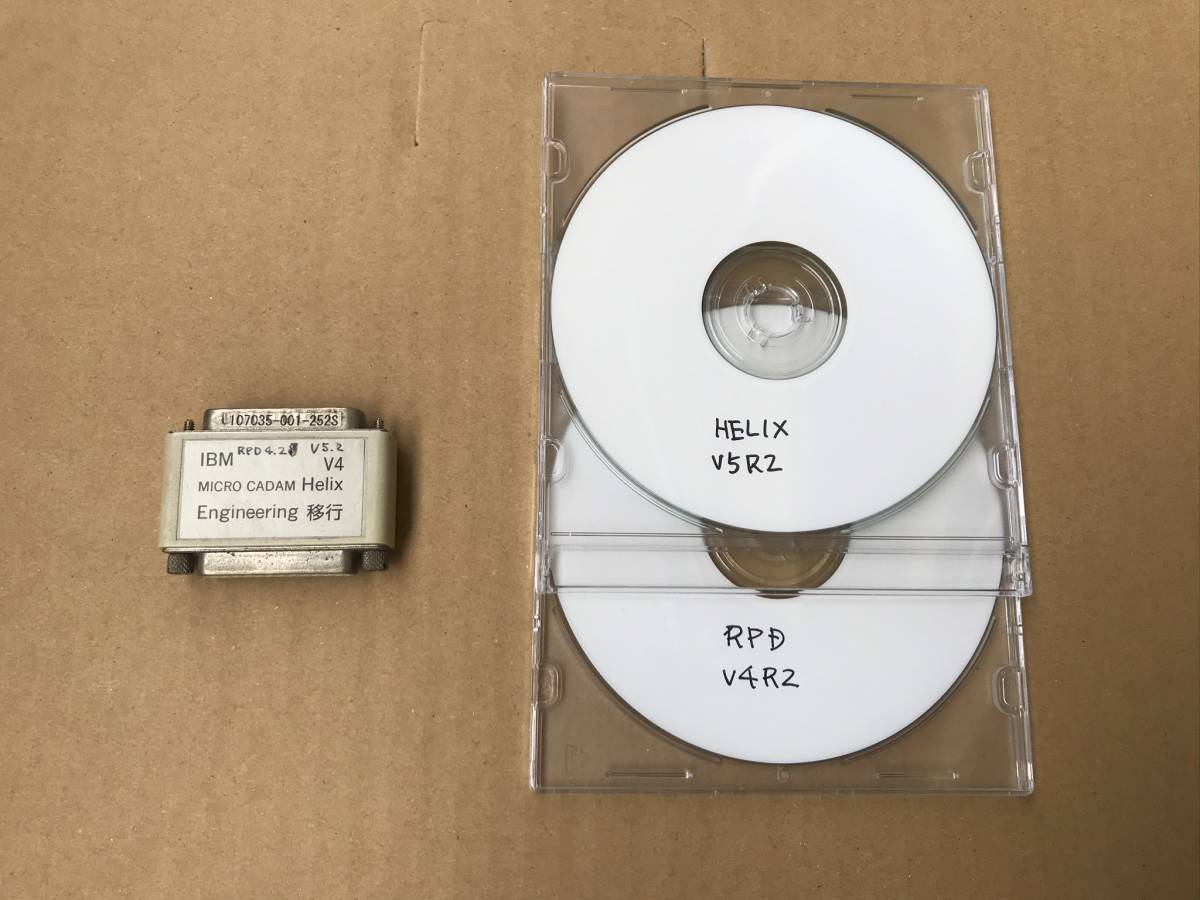 L107035-001-252S
RPD 4.2 V5.2
IBM V4
MICRO CADAM Helix
Engineering 移行
HELIX
V5R2
RPD
V4R2